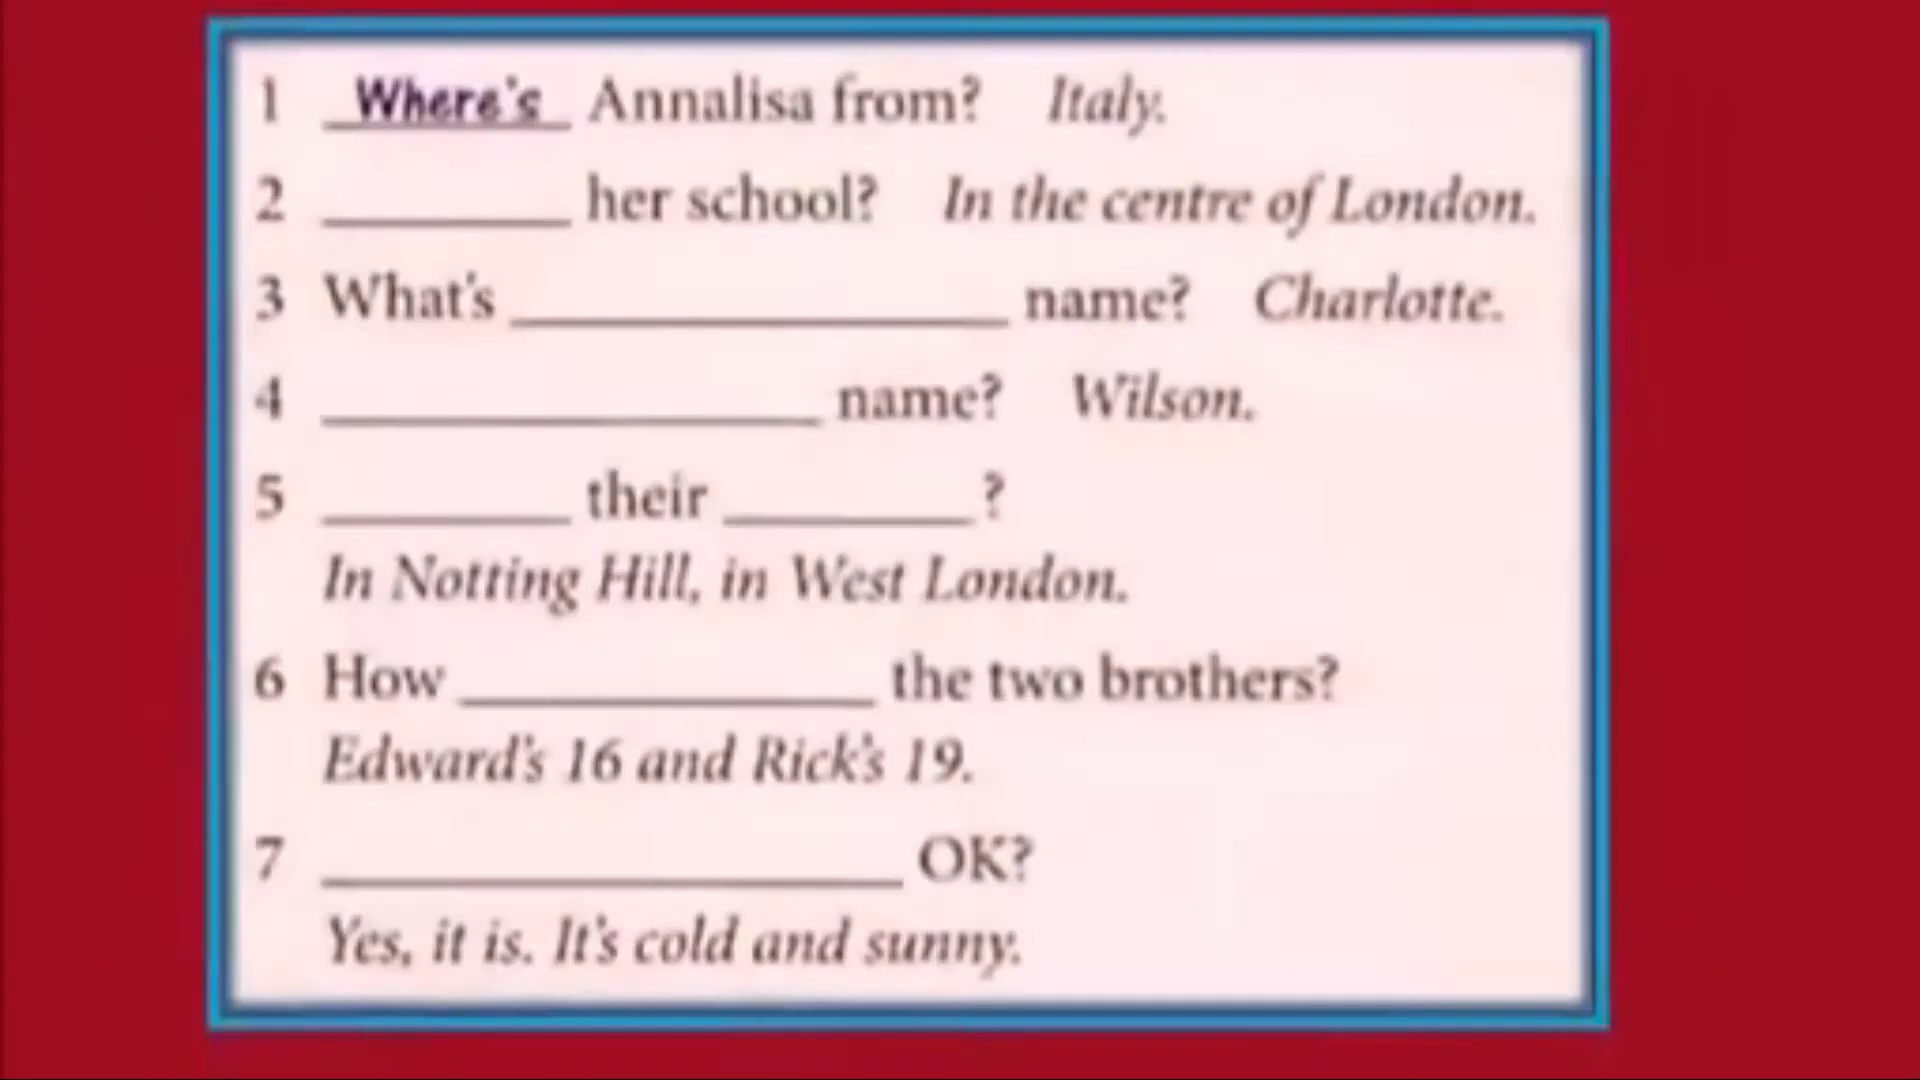 1 Where's Annalisa from? Italy.
2 ________ her school? In the centre of London.
3 What's ________________ name? Charlotte.
4 ________________ name? Wilson.
5 ________ their ________?
In Notting Hill, in West London.
6 How ______________ the two brothers?
Edward's 16 and Rick's 19.
7 ___________________ OK?
Yes, it is. It's cold and sunny.